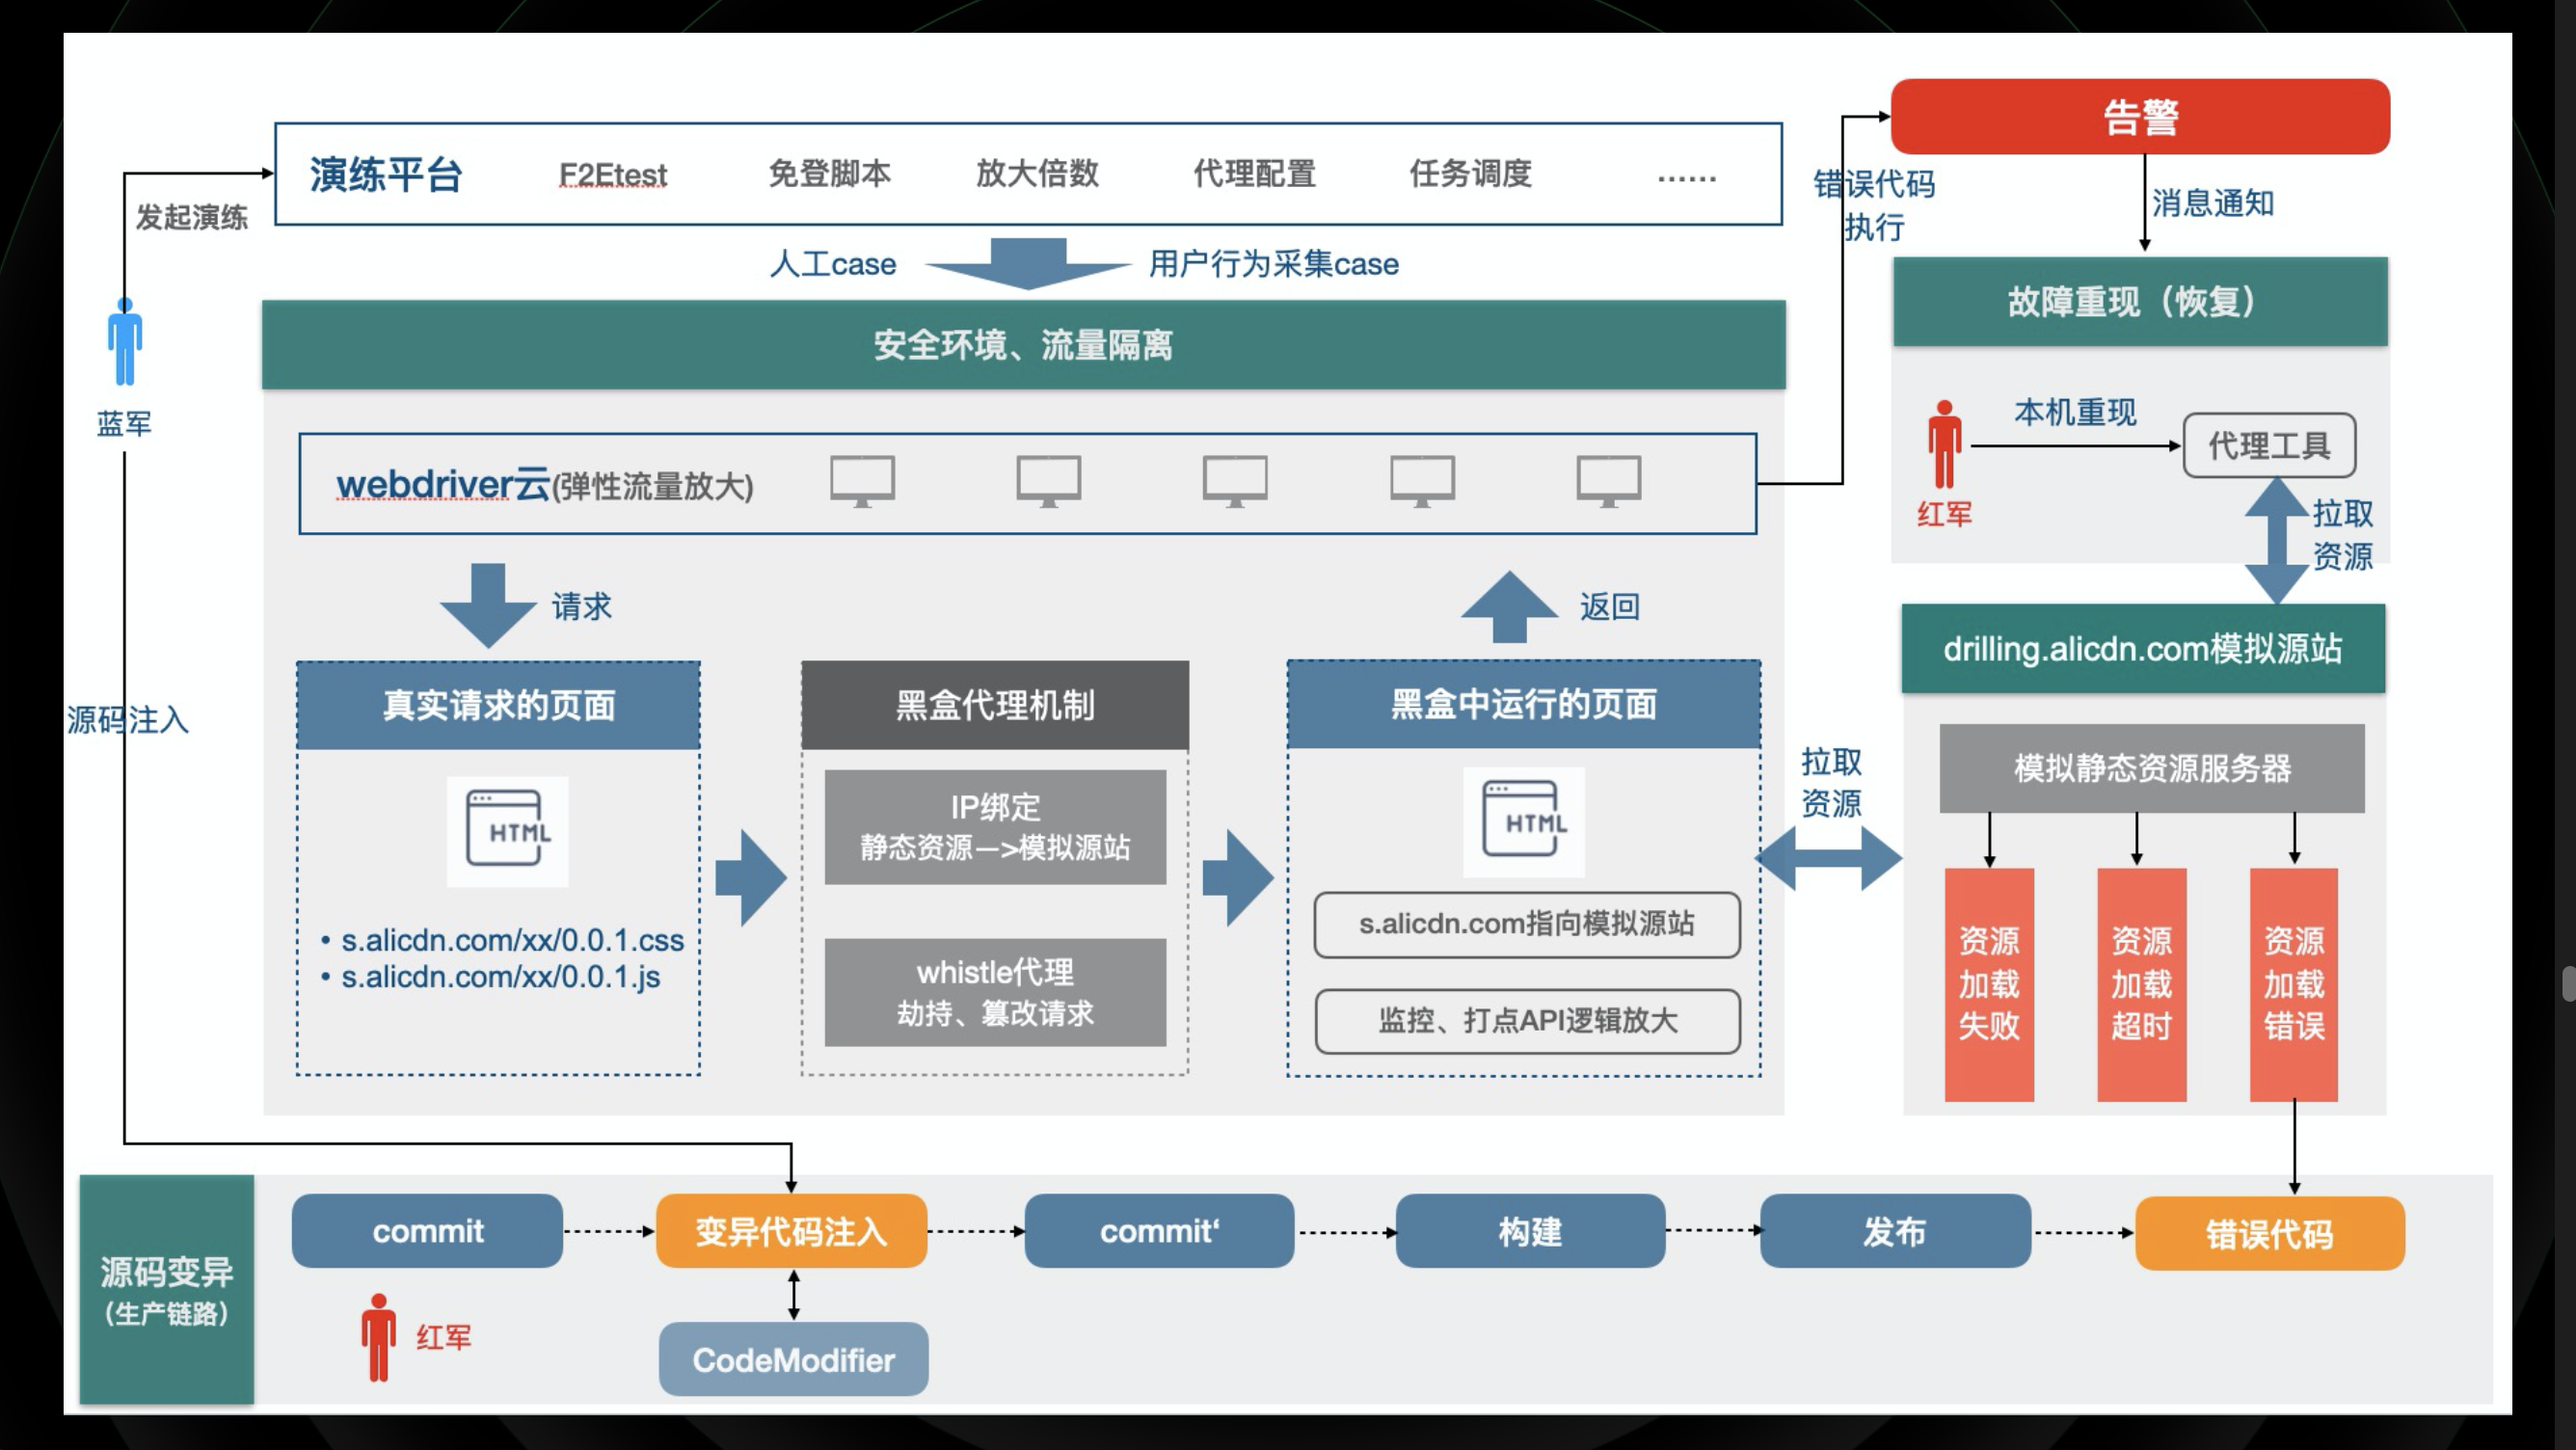 告警
演练平台
F2Etest
免登脚本
放大倍数
代理配置
任务调度
......
发起演练
错误代码
执行
消息通知
人工case
用户行为采集case
故障重现（恢复）
安全环境、流量隔离
蓝军
本机重现
代理工具
红军
webdriver云(弹性流量放大)
拉取
资源
请求
返回
drilling.alicdn.com模拟源站
源码注入
真实请求的页面
黑盒代理机制
黑盒中运行的页面
拉取
资源
模拟静态资源服务器
HTML
IP绑定
静态资源—>模拟源站
HTML
• s.alicdn.com/xx/0.0.1.css
• s.alicdn.com/xx/0.0.1.js
whistle代理
劫持、篡改请求
s.alicdn.com指向模拟源站
监控、打点API逻辑放大
资源
加载
失败
资源
加载
超时
资源
加载
错误
源码变异
（生产链路）
commit
变异代码注入
commit‘
构建
发布
错误代码
红军
CodeModifier